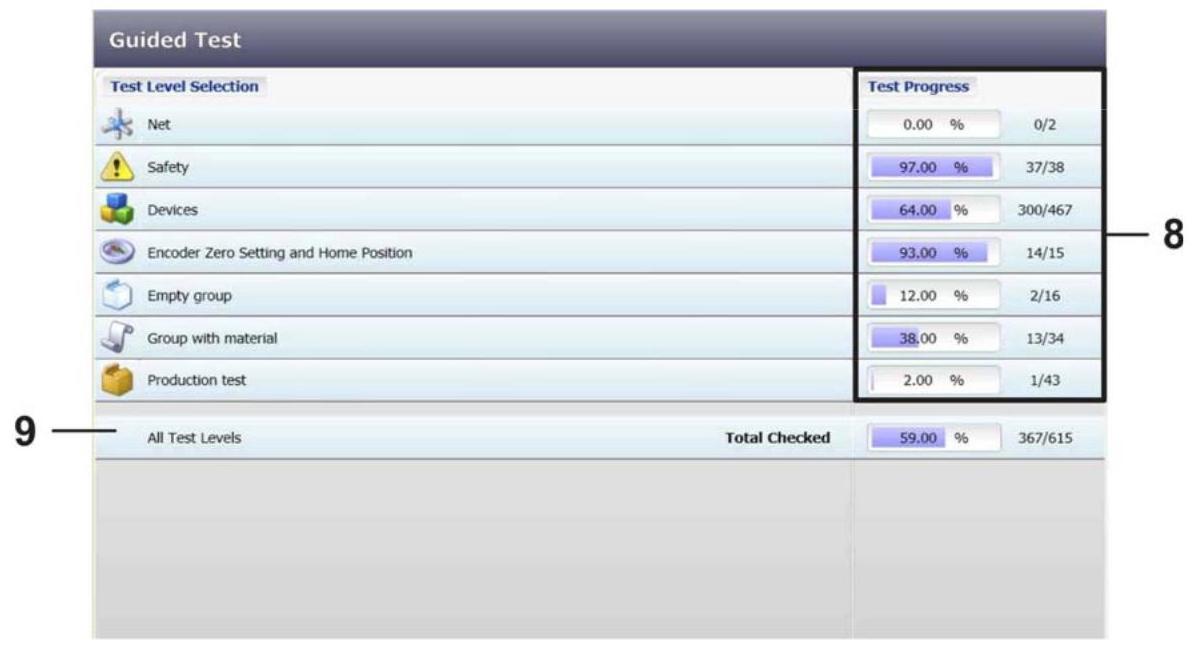 Guided Test
Test Level Selection Test Progress
Net 0.00 % 0/2
Safety 97.00 % 37/38
Devices 64.00 % 300/467
8
Encoder Zero Setting and Home Position 93.00 % 14/15
Empty group 12.00 % 2/16
Group with material 38.00 % 13/34
Production test 2.00 % 1/43
9
All Test Levels Total Checked 59.00 % 367/615